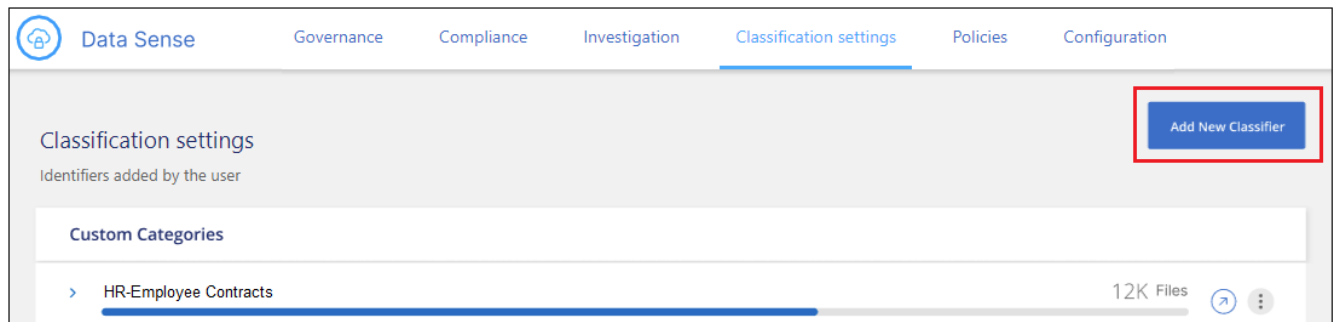 Data Sense Governance Compliance Investigation Classification settings Policies Configuration
Add New Classifier
Classification settings
Identifiers added by the user
Custom Categories
HR-Employee Contracts 12K Files